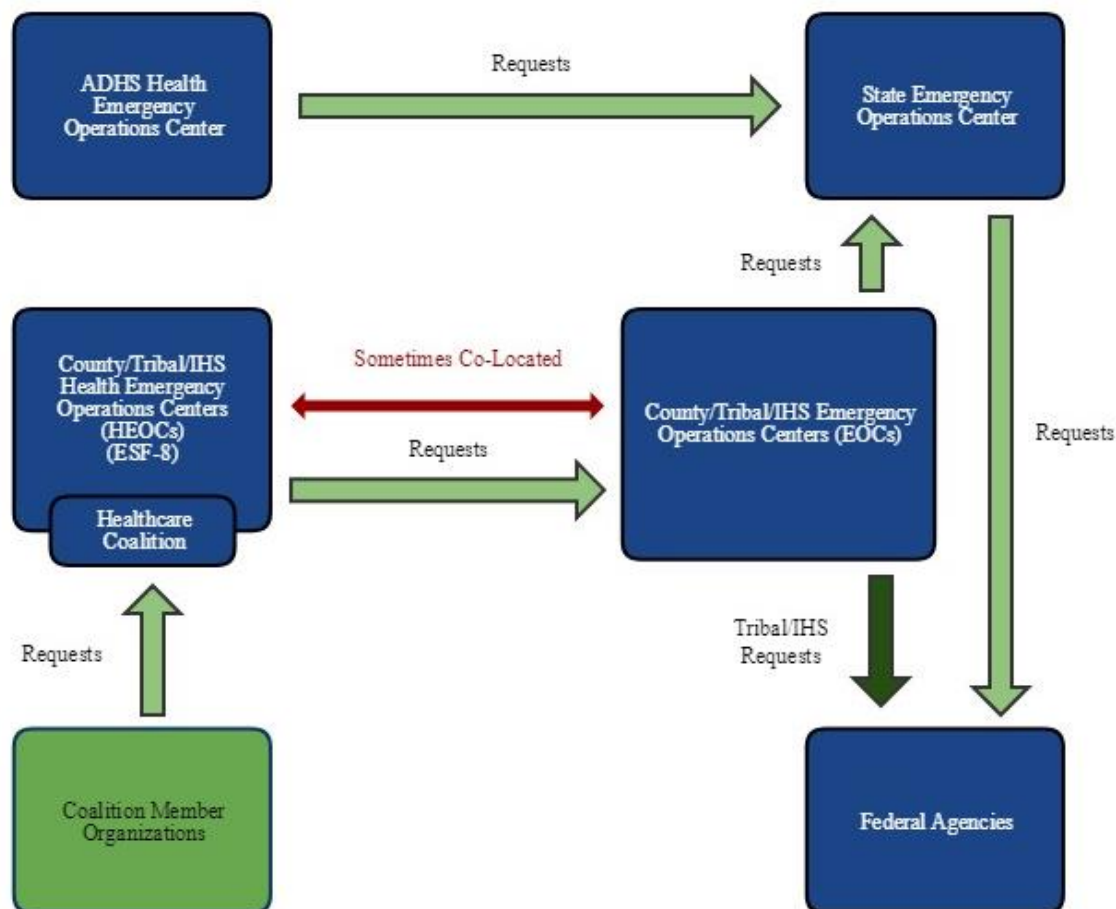 ADHS Health
Emergency
Operations Center
Requests
State Emergency
Operations Center
Requests
County/Tribal/IHS
Health Emergency
Operations Centers
(HEOCs)
(ESF-8)
Healthcare
Coalition
Sometimes Co-Located
Requests
County/Tribal/IHS Emergency
Operations Centers (EOCs)
Requests
Requests
Tribal/IHS
Requests
Coalition Member
Organizations
Federal Agencies